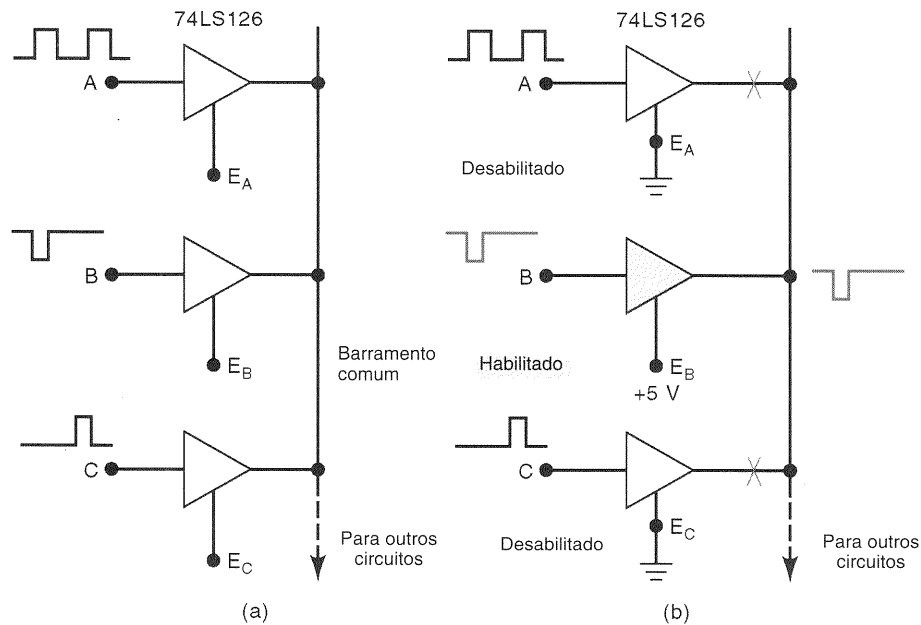 74LS126
A
E_A
B
E_B
Barramento
comum
C
E_C
Para outros
circuitos
(a)
74LS126
A
E_A
Desabilitado
B
Habilitado
E_B
+5 V
C
E_C
Desabilitado
Para outros
circuitos
(b)